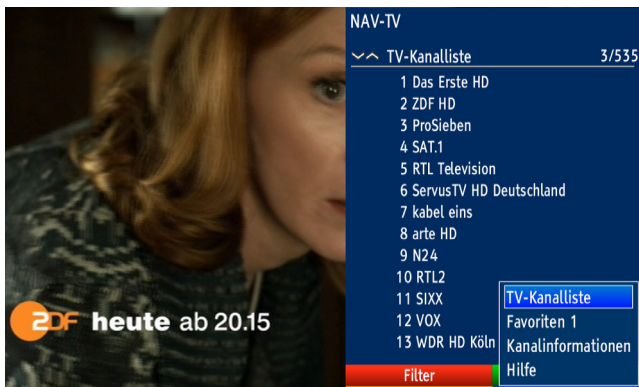 NAV-TV
TV-Kanalliste 3/535
1 Das Erste HD
2 ZDF HD
3 ProSieben
4 SAT.1
5 RTL Television
6 ServusTV HD Deutschland
7 kabel eins
8 arte HD
9 N24
10 RTL2
11 SIXX
12 VOX
13 WDR HD Köln
TV-Kanalliste
Favoriten 1
Kanalinformationen
Hilfe
Filter
ZDF heute ab 20.15